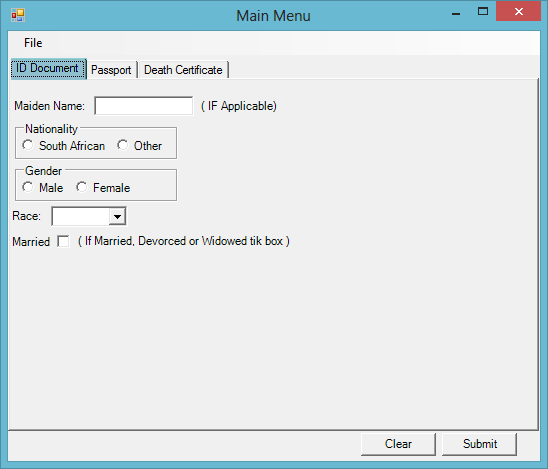 Main Menu
File
ID Document Passport Death Certificate
Maiden Name: ( IF Applicable)
Nationality
South African Other
Gender
Male Female
Race:
Married ( If Married, Devorced or Widowed tik box )
Clear Submit